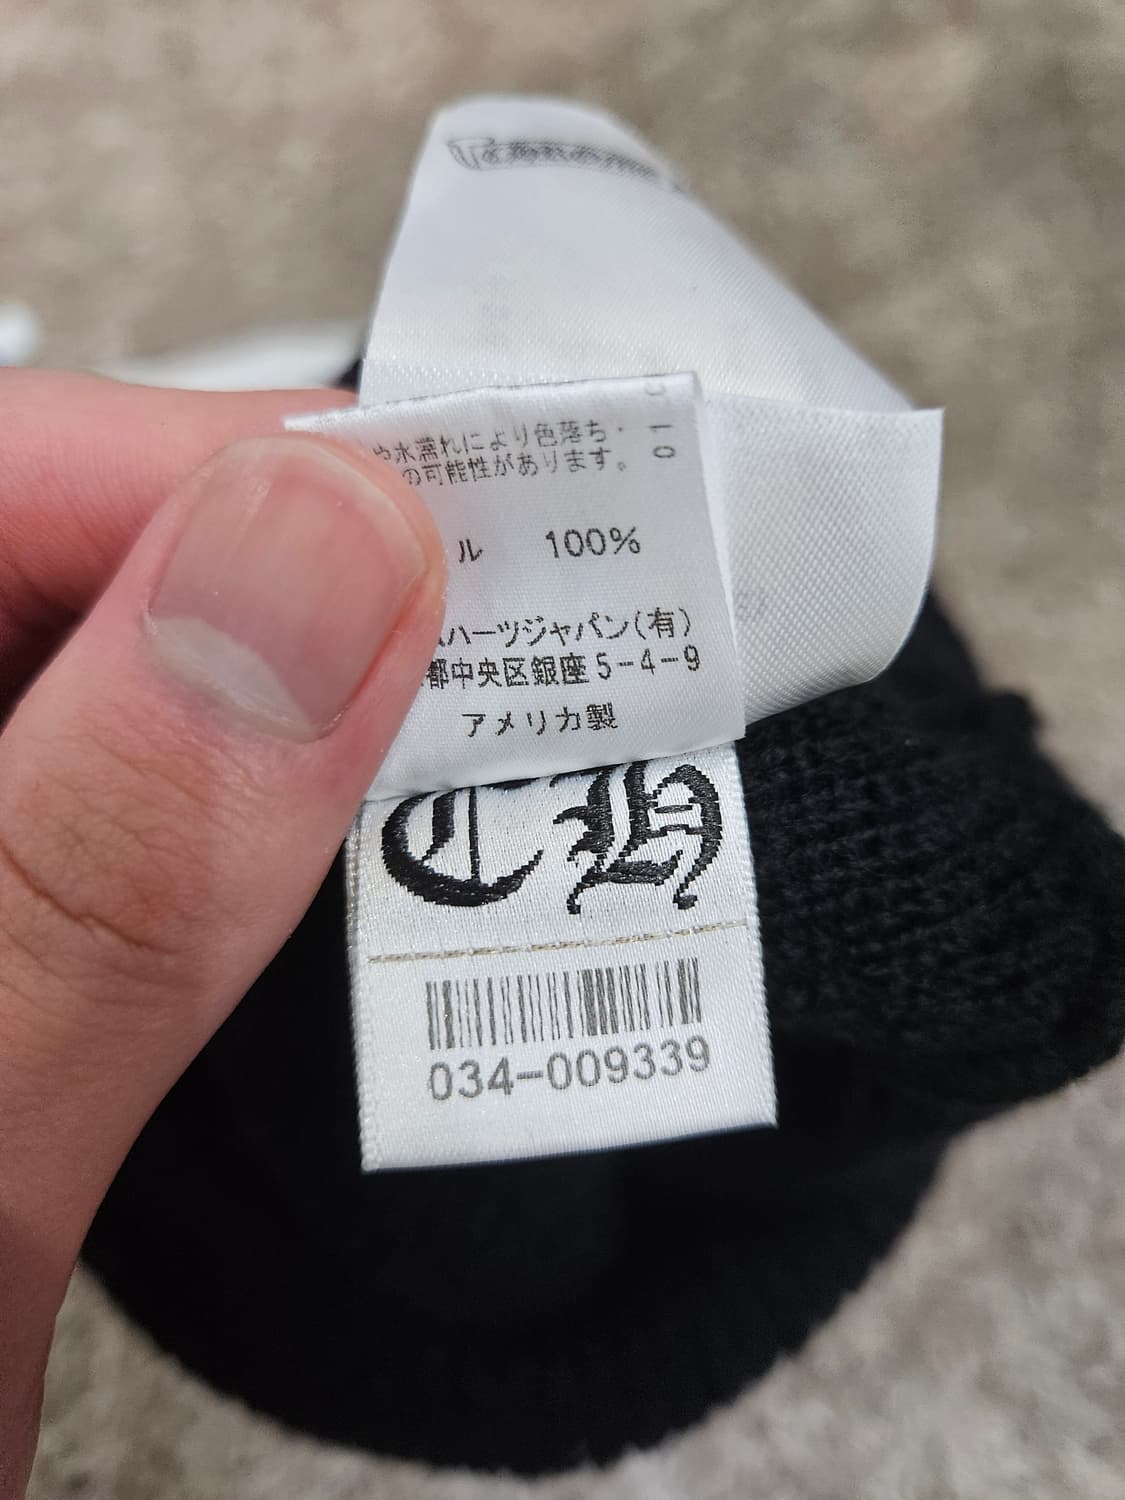 や水濡れにより色落ち・
の可能性があります。
ル 100%
スハーツジャパン(有)
都中央区銀座5-4-9
アメリカ製
01
CH
034-009339